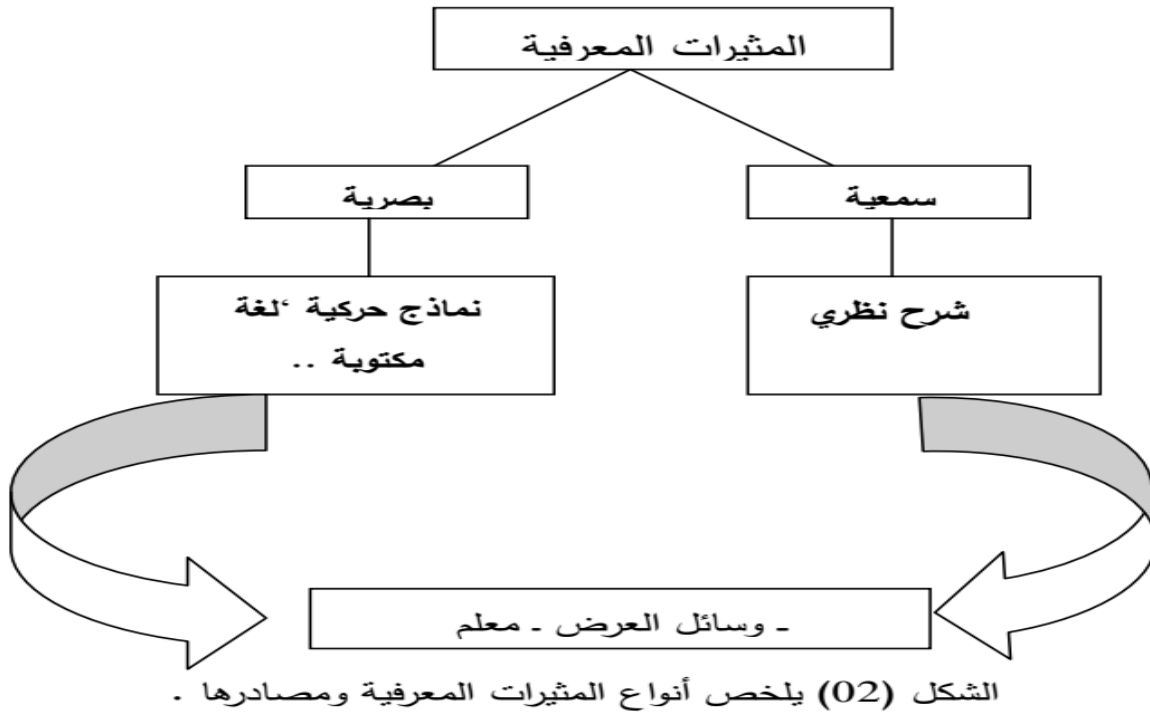 المثيرات المعرفية
سمعية
بصرية
شرح نظري
نماذج حركية ،لغة
مكتوبة ..
ـ وسائل العرض ـ معلم
الشكل (02) يلخص أنواع المثيرات المعرفية ومصادرها .